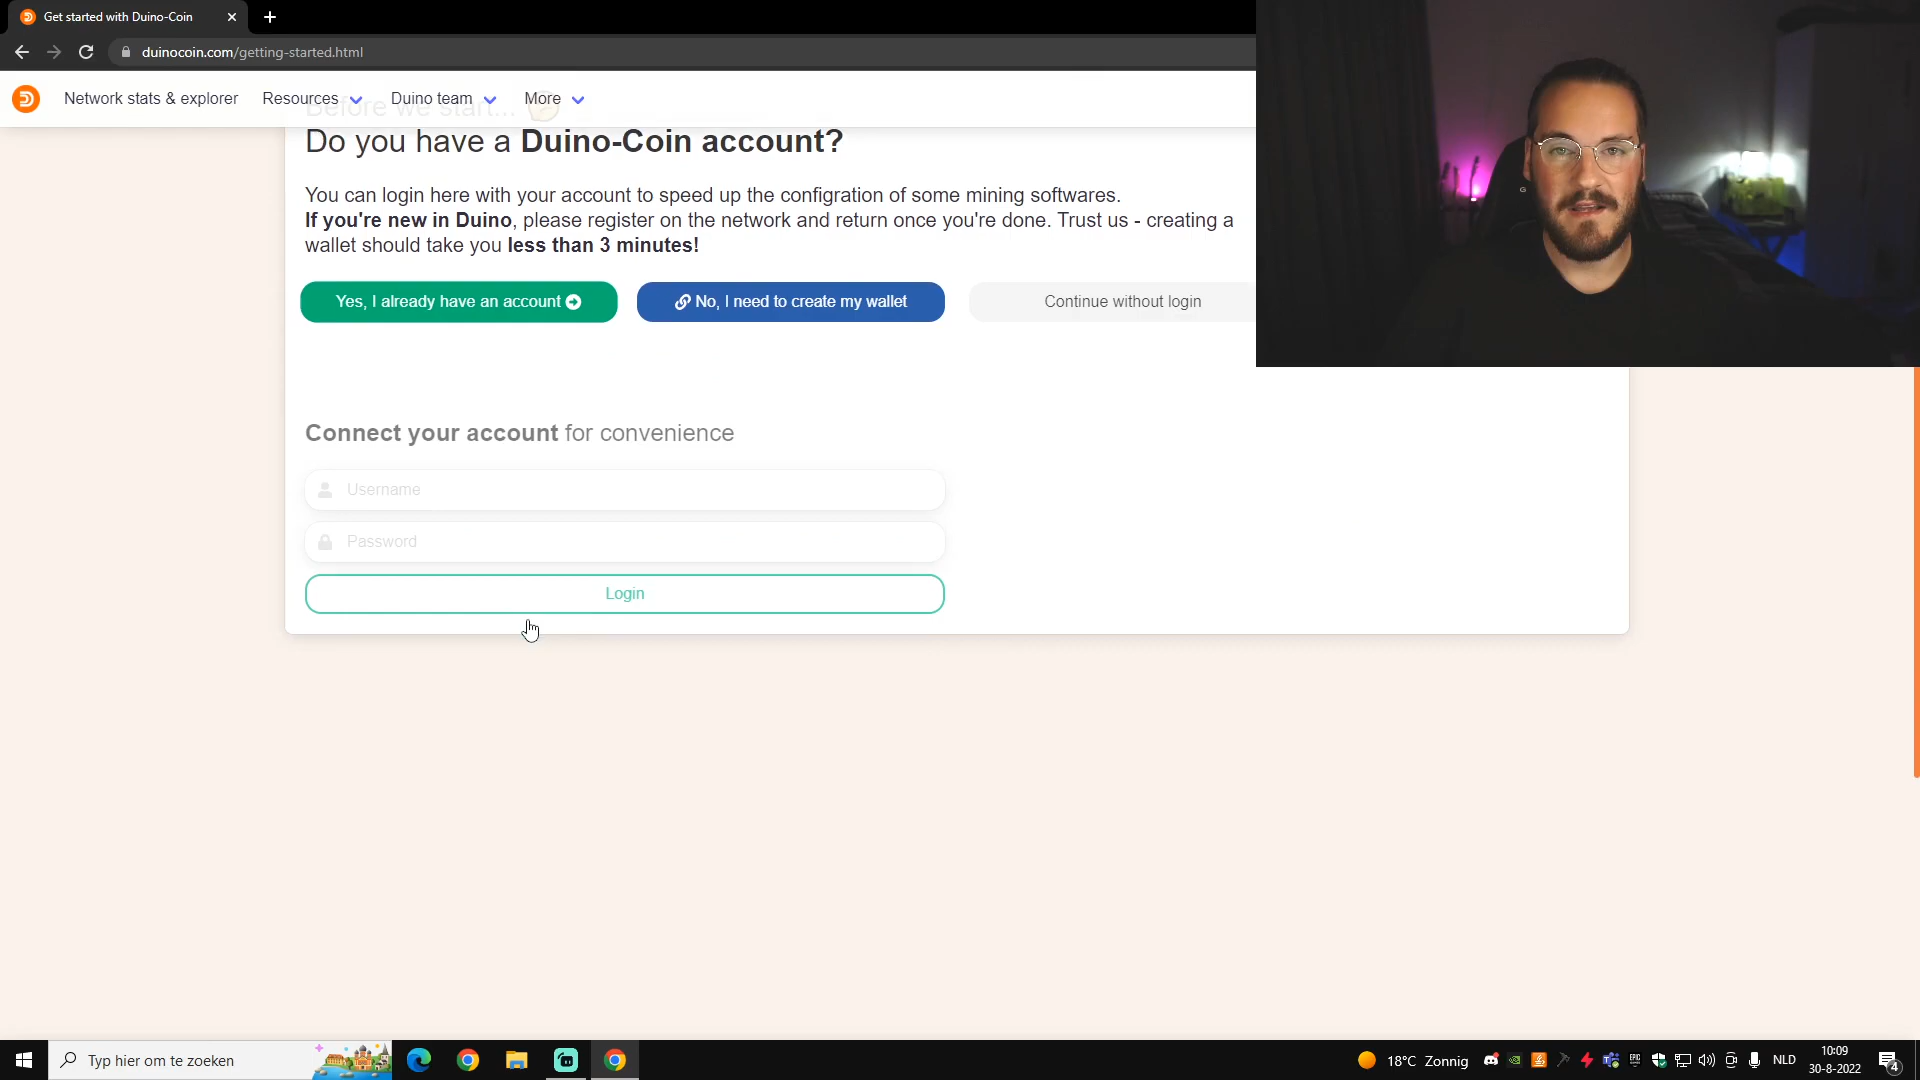 Get started with Duino-Coin
duinocoin.com/getting-started.html
Network stats & explorer
Resources
Duino team
More
Before we start...
Do you have a Duino-Coin account?
You can login here with your account to speed up the configration of some mining softwares.
If you're new in Duino, please register on the network and return once you're done. Trust us - creating a
wallet should take you less than 3 minutes!
Yes, I already have an account
No, I need to create my wallet
Continue without login
Connect your account for convenience
Username
Password
Login
Typ hier om te zoeken
18°C Zonnig
NLD
10:09
30-8-2022
4